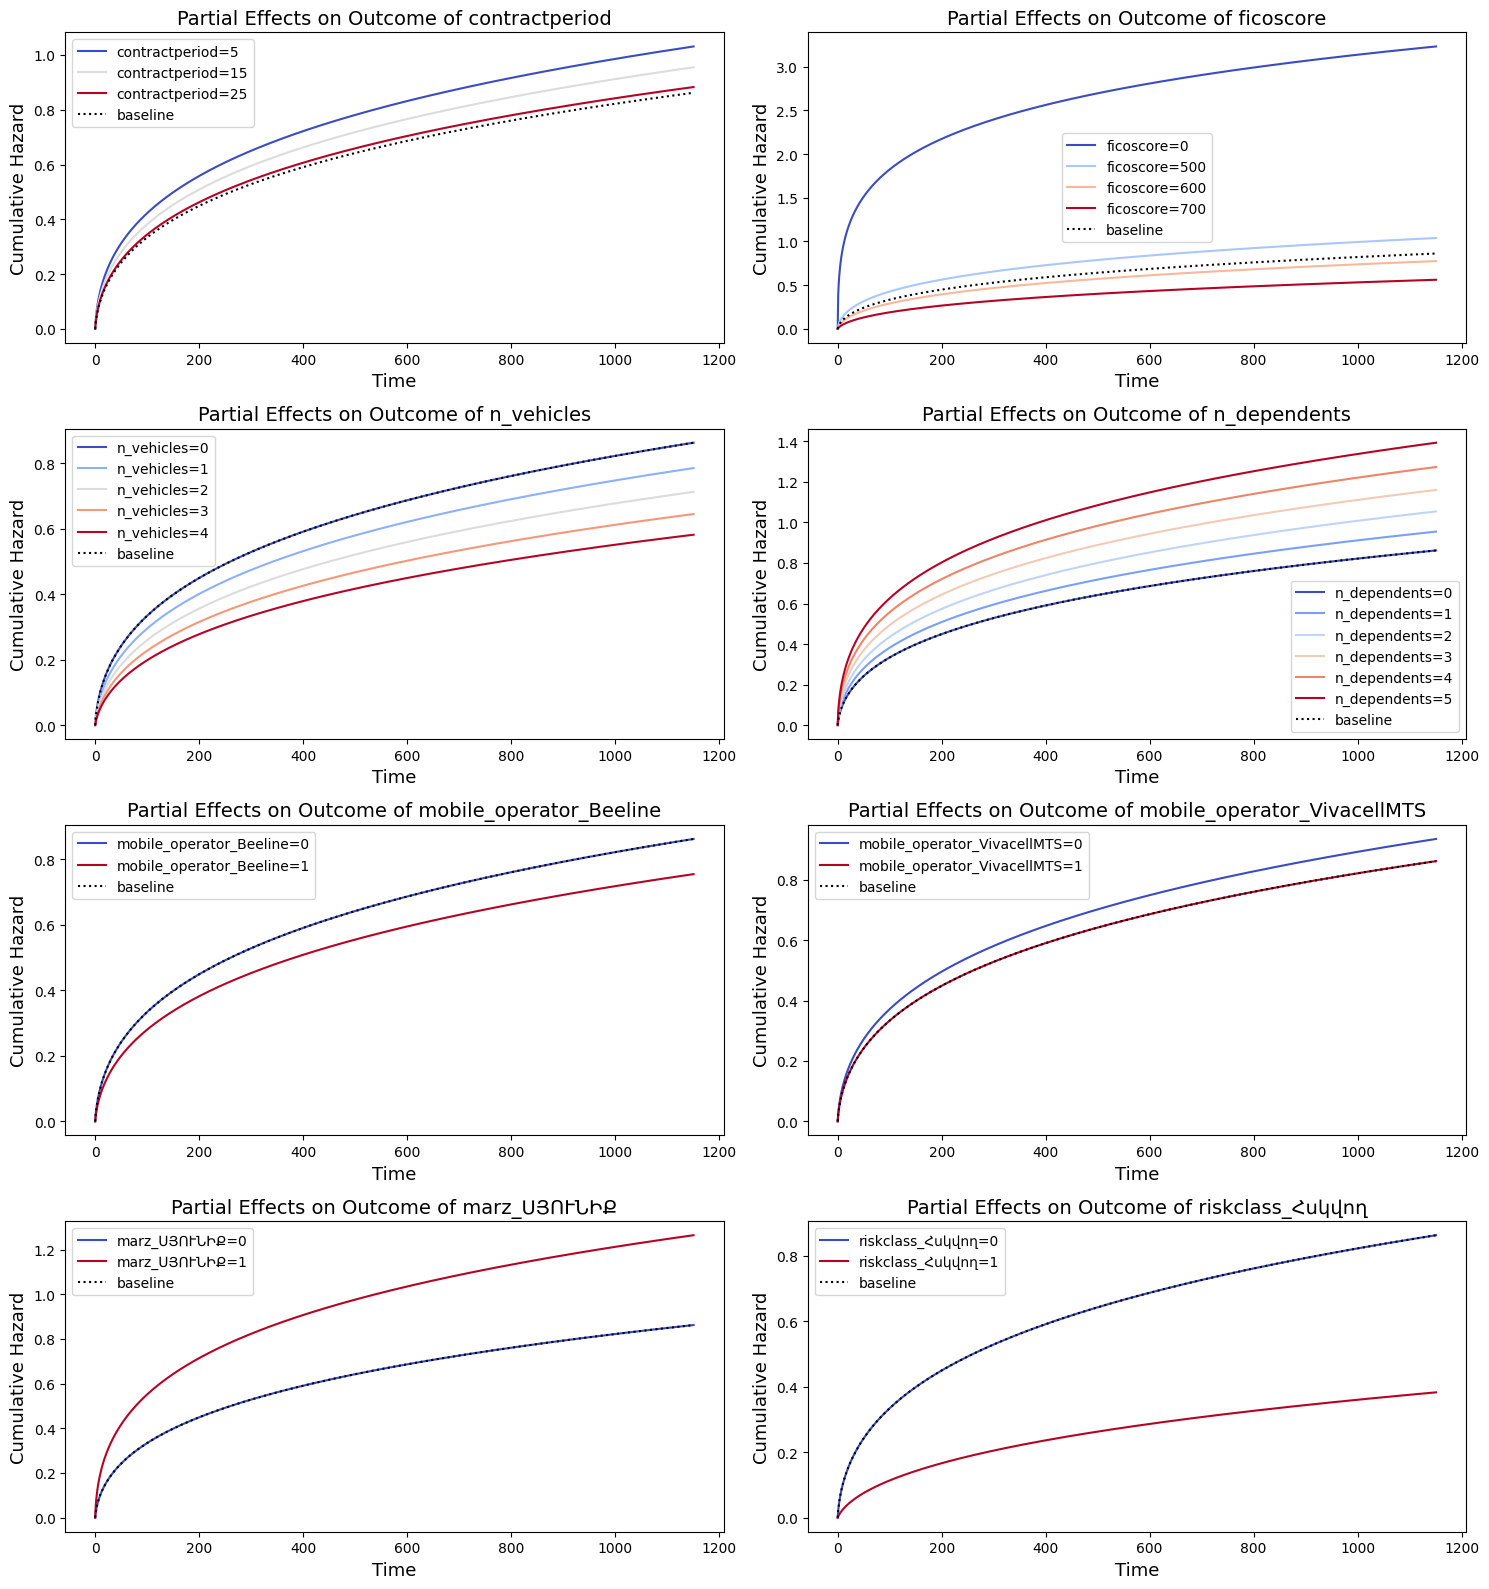 Partial Effects on Outcome of contractperiod
Cumulative Hazard
1.0
0.8
0.6
0.4
0.2
0.0
contractperiod=5
contractperiod=15
contractperiod=25
baseline
0 200 400 600 800 1000 1200
Time
Partial Effects on Outcome of ficoscore
Cumulative Hazard
3.0
2.5
2.0
1.5
1.0
0.5
0.0
ficoscore=0
ficoscore=500
ficoscore=600
ficoscore=700
baseline
0 200 400 600 800 1000 1200
Time
Partial Effects on Outcome of n_vehicles
Cumulative Hazard
0.8
0.6
0.4
0.2
0.0
n_vehicles=0
n_vehicles=1
n_vehicles=2
n_vehicles=3
n_vehicles=4
baseline
0 200 400 600 800 1000 1200
Time
Partial Effects on Outcome of n_dependents
Cumulative Hazard
1.4
1.2
1.0
0.8
0.6
0.4
0.2
0.0
n_dependents=0
n_dependents=1
n_dependents=2
n_dependents=3
n_dependents=4
n_dependents=5
baseline
0 200 400 600 800 1000 1200
Time
Partial Effects on Outcome of mobile_operator_Beeline
Cumulative Hazard
0.8
0.6
0.4
0.2
0.0
mobile_operator_Beeline=0
mobile_operator_Beeline=1
baseline
0 200 400 600 800 1000 1200
Time
Partial Effects on Outcome of mobile_operator_VivacellMTS
Cumulative Hazard
0.8
0.6
0.4
0.2
0.0
mobile_operator_VivacellMTS=0
mobile_operator_VivacellMTS=1
baseline
0 200 400 600 800 1000 1200
Time
Partial Effects on Outcome of marz_ՍՅՈՒՆԻՔ
Cumulative Hazard
1.2
1.0
0.8
0.6
0.4
0.2
0.0
marz_ՍՅՈՒՆԻՔ=0
marz_ՍՅՈՒՆԻՔ=1
baseline
0 200 400 600 800 1000 1200
Time
Partial Effects on Outcome of riskclass_Հսկվող
Cumulative Hazard
0.8
0.6
0.4
0.2
0.0
riskclass_Հսկվող=0
riskclass_Հսկվող=1
baseline
0 200 400 600 800 1000 1200
Time